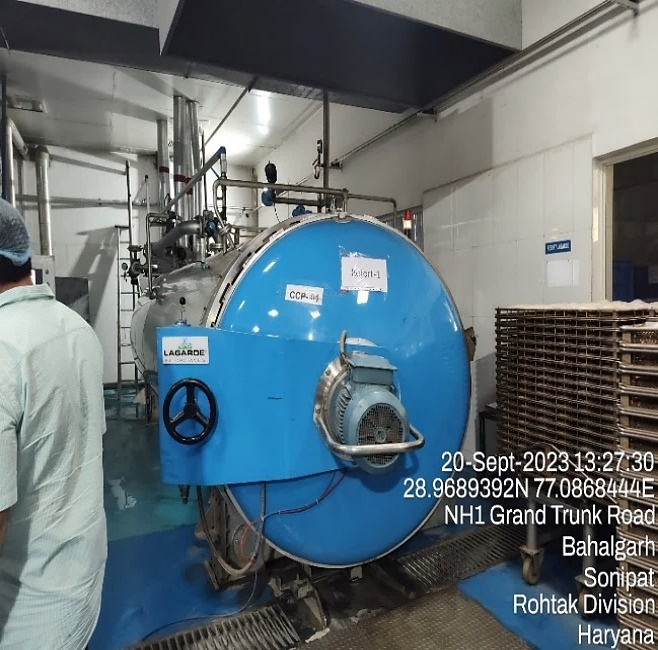 Retort-1
CCP-
LAGARDE
20-Sept-2023 13:27:30
28.9689392N 77.0868444E
NH1 Grand Trunk Road
Bahalgarh
Sonipat
Rohtak Division
Haryana